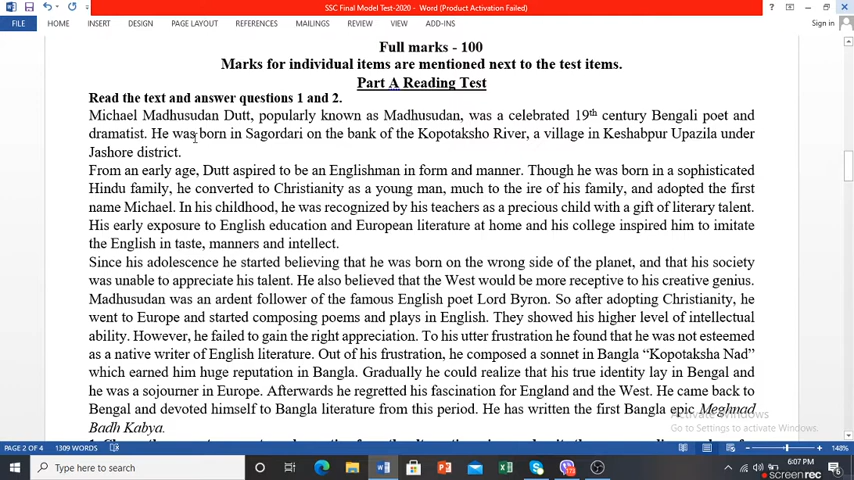 SSC Final Model Test-2020 - Word (Product Activation Failed)
FILE HOME INSERT DESIGN PAGE LAYOUT REFERENCES MAILINGS REVIEW VIEW ADD-INS Sign in
Full marks - 100
Marks for individual items are mentioned next to the test items.
Part A Reading Test
Read the text and answer questions 1 and 2.
Michael Madhusudan Dutt, popularly known as Madhusudan, was a celebrated 19th century Bengali poet and
dramatist. He was born in Sagordari on the bank of the Kopotaksho River, a village in Keshabpur Upazila under
Jashore district.
From an early age, Dutt aspired to be an Englishman in form and manner. Though he was born in a sophisticated
Hindu family, he converted to Christianity as a young man, much to the ire of his family, and adopted the first
name Michael. In his childhood, he was recognized by his teachers as a precious child with a gift of literary talent.
His early exposure to English education and European literature at home and his college inspired him to imitate
the English in taste, manners and intellect.
Since his adolescence he started believing that he was born on the wrong side of the planet, and that his society
was unable to appreciate his talent. He also believed that the West would be more receptive to his creative genius.
Madhusudan was an ardent follower of the famous English poet Lord Byron. So after adopting Christianity, he
went to Europe and started composing poems and plays in English. They showed his higher level of intellectual
ability. However, he failed to gain the right appreciation. To his utter frustration he found that he was not esteemed
as a native writer of English literature. Out of his frustration, he composed a sonnet in Bangla “Kopotaksha Nad”
which earned him huge reputation in Bangla. Gradually he could realize that his true identity lay in Bengal and
he was a sojourner in Europe. Afterwards he regretted his fascination for England and the West. He came back to
Bengal and devoted himself to Bangla literature from this period. He has written the first Bangla epic Meghnad
Badh Kabya.
Activate Windows
Go to Settings to activate Windows.
PAGE 2 OF 4 1309 WORDS 148%
Type here to search 6:07 PM
screencast rec